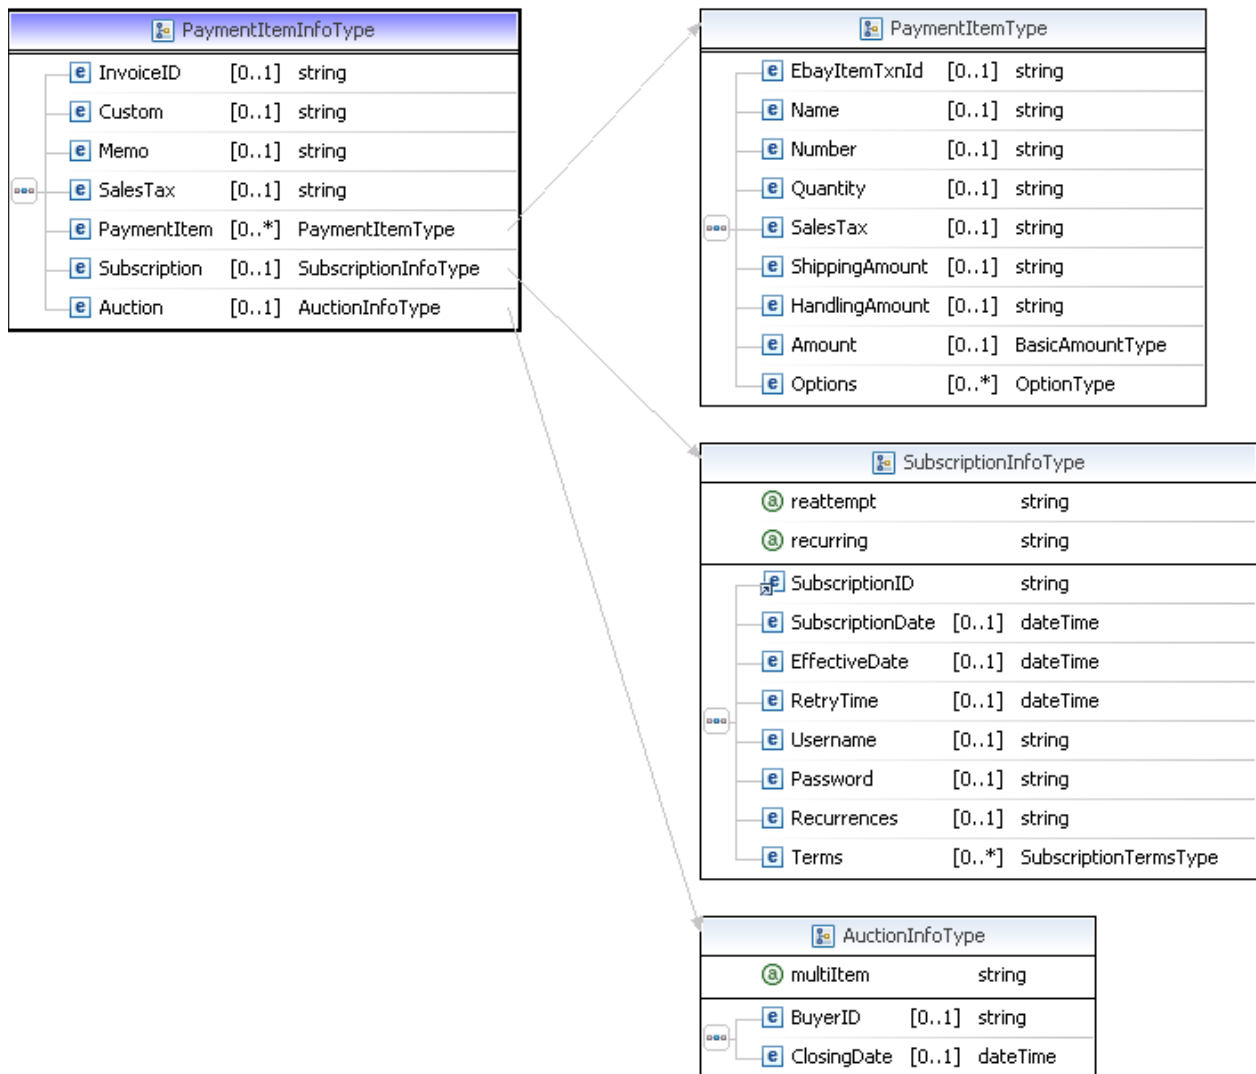 PaymentItemInfoType
e InvoiceID [0..1] string
e Custom [0..1] string
e Memo [0..1] string
e SalesTax [0..1] string
e PaymentItem [0..*] PaymentItemType
e Subscription [0..1] SubscriptionInfoType
e Auction [0..1] AuctionInfoType
PaymentItemType
e EbayItemTxnId [0..1] string
e Name [0..1] string
e Number [0..1] string
e Quantity [0..1] string
e SalesTax [0..1] string
e ShippingAmount [0..1] string
e HandlingAmount [0..1] string
e Amount [0..1] BasicAmountType
e Options [0..*] OptionType
SubscriptionInfoType
a reattempt string
a recurring string
e SubscriptionID string
e SubscriptionDate [0..1] dateTime
e EffectiveDate [0..1] dateTime
e RetryTime [0..1] dateTime
e Username [0..1] string
e Password [0..1] string
e Recurrences [0..1] string
e Terms [0..*] SubscriptionTermsType
AuctionInfoType
a multiItem string
e BuyerID [0..1] string
e ClosingDate [0..1] dateTime